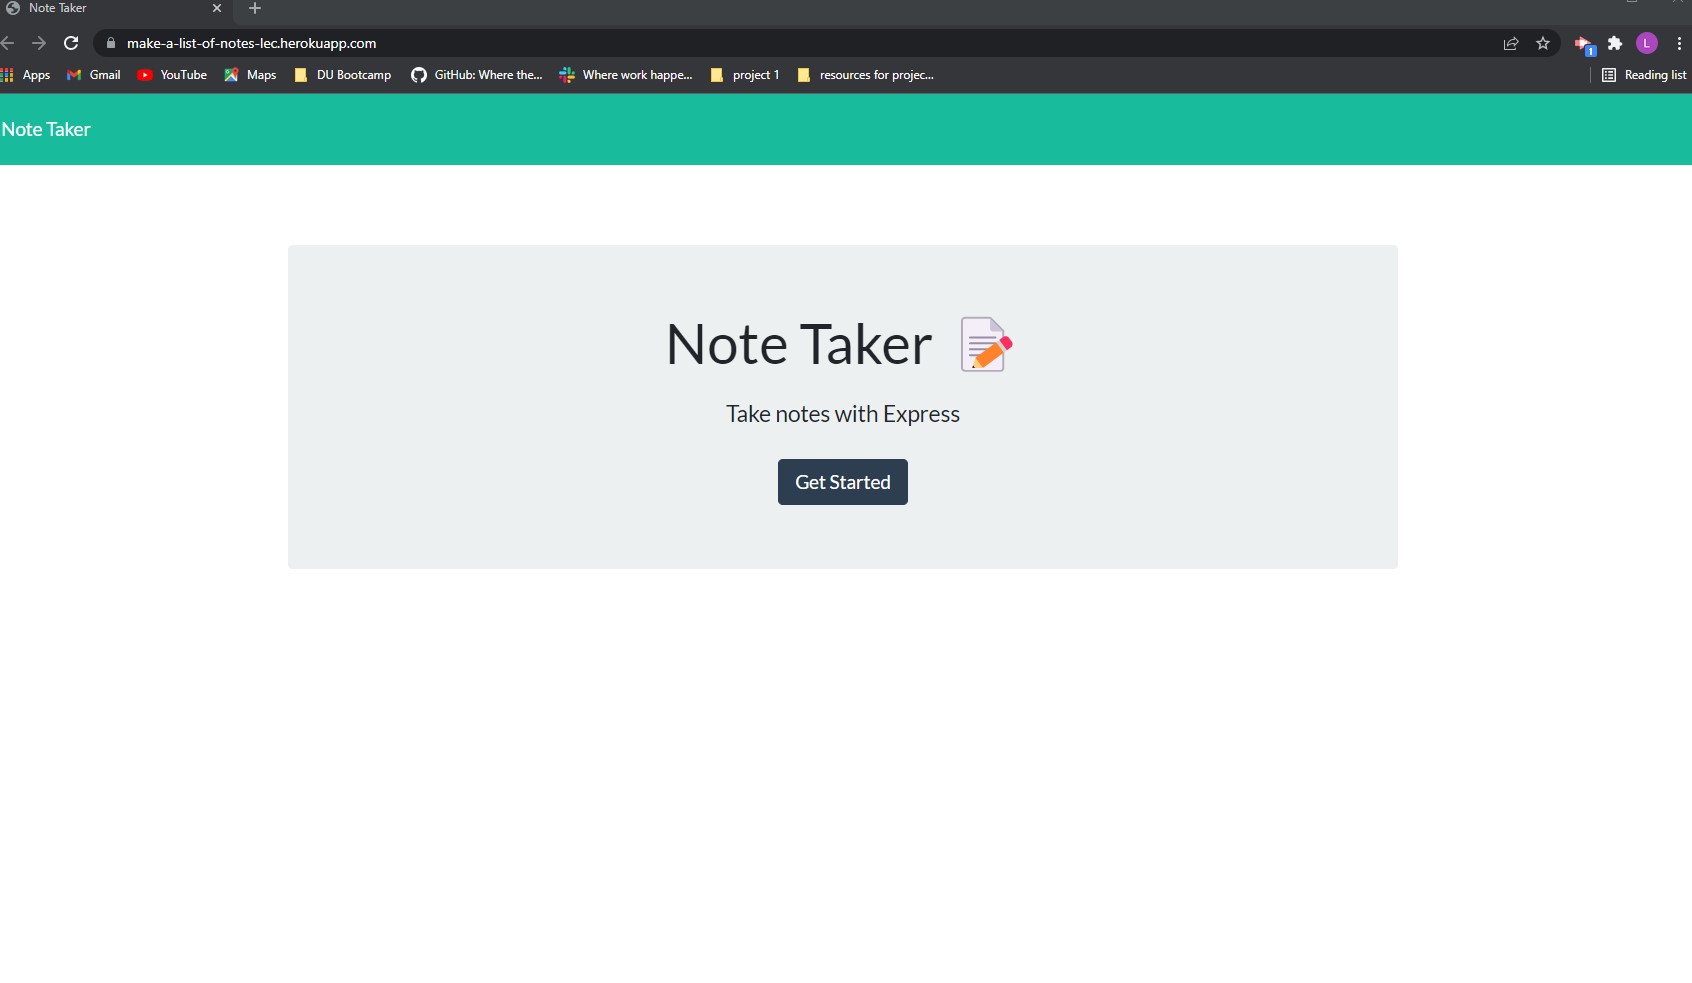 Note Taker
make-a-list-of-notes-lec.herokuapp.com
1
L
Apps Gmail YouTube Maps DU Bootcamp GitHub: Where the... Where work happe... project 1 resources for projec... Reading list
Note Taker
Note Taker
Take notes with Express
Get Started